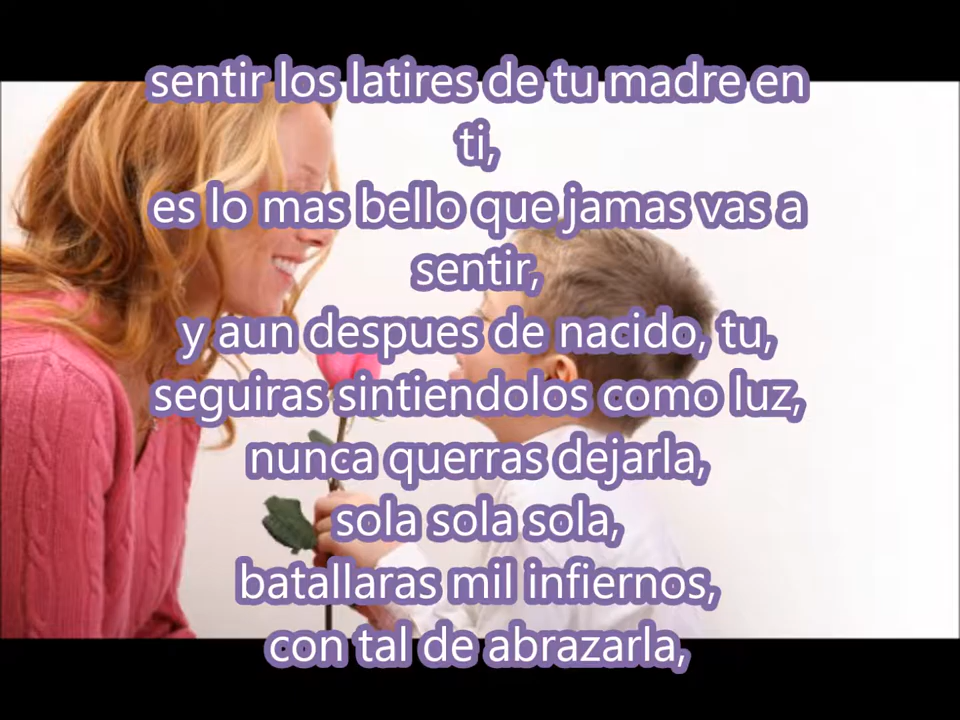 sentir los latires de tu madre en
ti,
es lo mas bello que jamas vas a
sentir,
y aun despues de nacido, tu,
seguiras sintiendolos como luz,
nunca querras dejarla,
sola sola sola,
batallaras mil infiernos,
con tal de abrazarla,